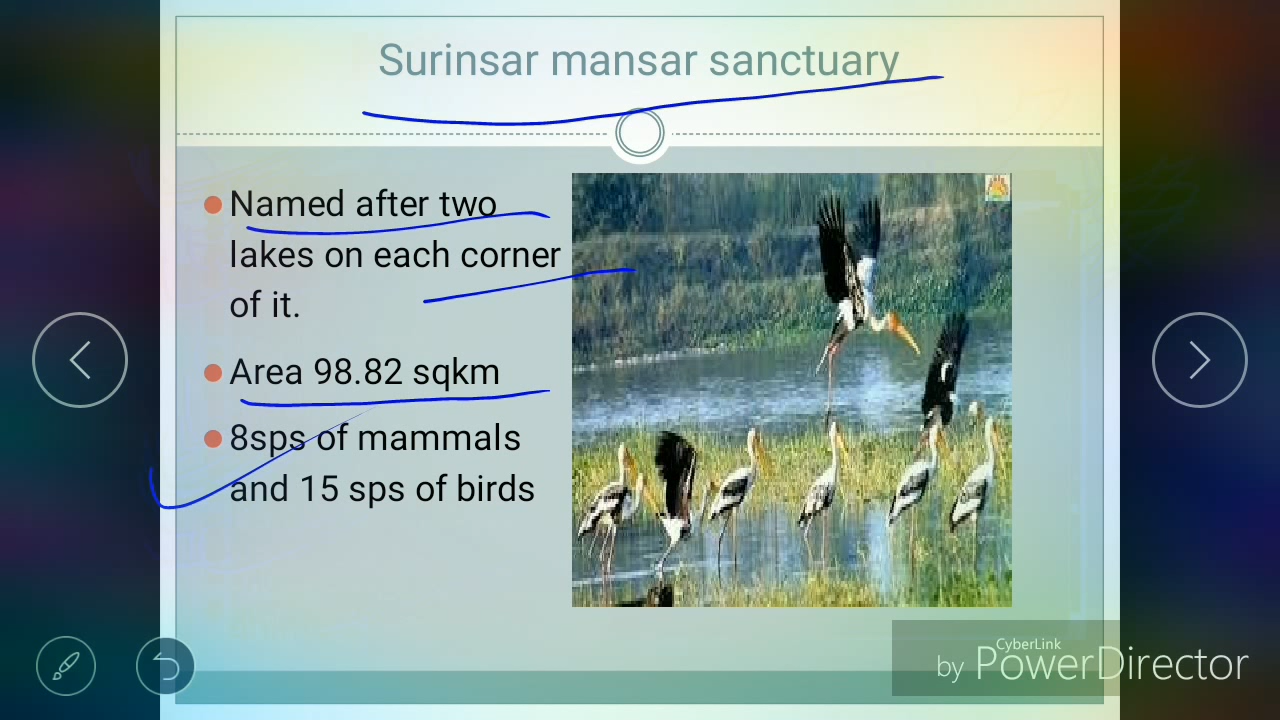 Surinsar mansar sanctuary
Named after two
lakes on each corner
of it.
Area 98.82 sqkm
8sps of mammals
and 15 sps of birds
CyberLink
by PowerDirector